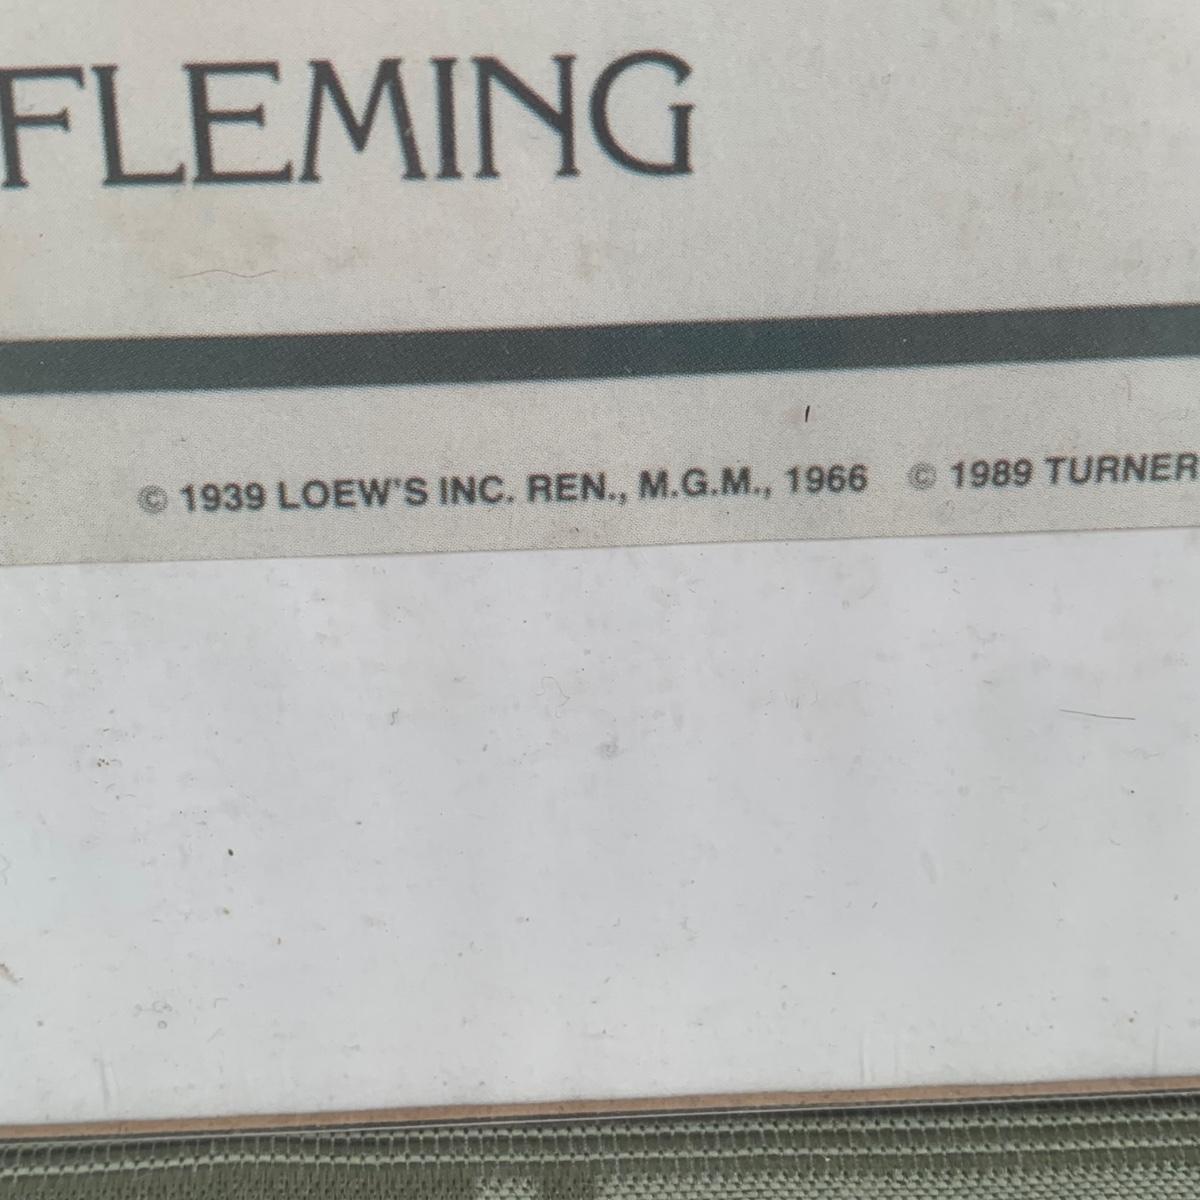 FLEMING
© 1939 LOEW'S INC. REN., M.G.M., 1966 © 1989 TURNER